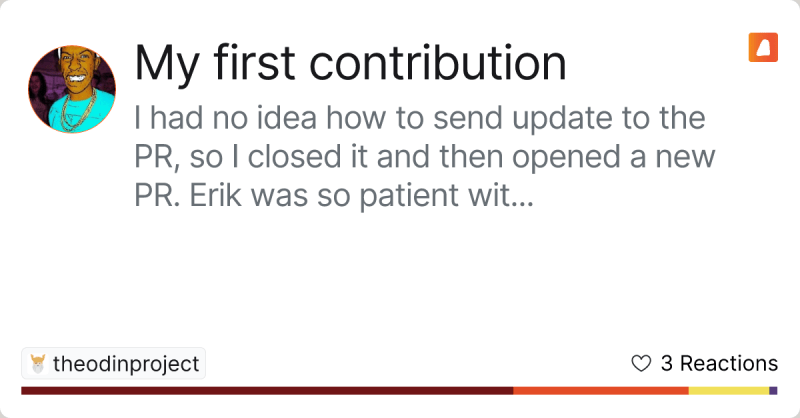 My first contribution
I had no idea how to send update to the
PR, so I closed it and then opened a new
PR. Erik was so patient wit...
theodinproject
3 Reactions